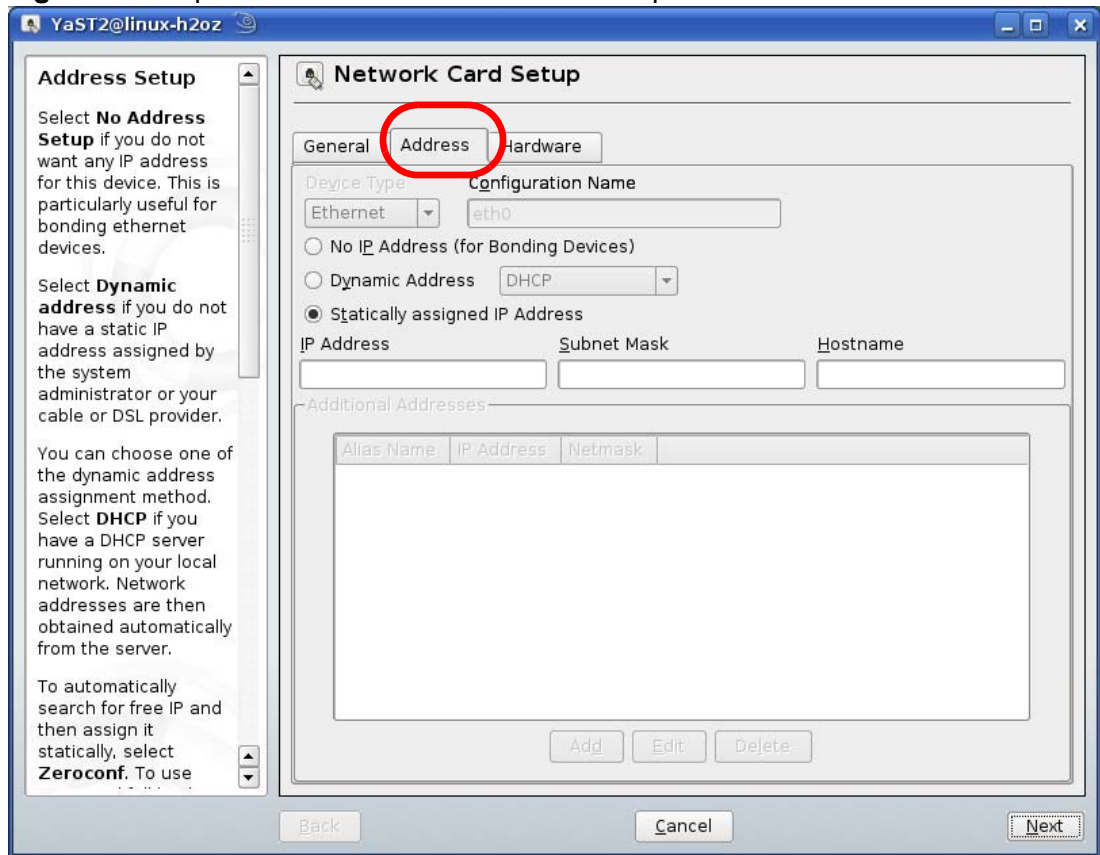 YaST2@linux-h2oz
Address Setup
Select No Address
Setup if you do not
want any IP address
for this device. This is
particularly useful for
bonding ethernet
devices.
Select Dynamic
address if you do not
have a static IP
address assigned by
the system
administrator or your
cable or DSL provider.
You can choose one of
the dynamic address
assignment method.
Select DHCP if you
have a DHCP server
running on your local
network. Network
addresses are then
obtained automatically
from the server.
To automatically
search for free IP and
then assign it
statically, select
Zeroconf. To use
Network Card Setup
General Address Hardware
Device Type Configuration Name
Ethernet eth0
No IP Address (for Bonding Devices)
Dynamic Address DHCP
Statically assigned IP Address
IP Address Subnet Mask Hostname
Additional Addresses
Alias Name IP Address Netmask
Add Edit Delete
Back Cancel Next